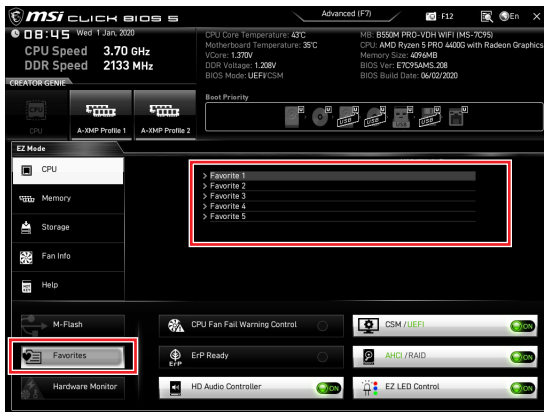 msi CLICK BIOS 5
Advanced (F7)
F12
En
X
08:45 Wed 1 Jan, 2020
CPU Speed 3.70 GHz
DDR Speed 2133 MHz
CPU Core Temperature: 43°C
Motherboard Temperature: 35°C
VCore: 1.370V
DDR Voltage: 1.208V
BIOS Mode: UEFI/CSM
MB: B550M PRO-VDH WIFI (MS-7C95)
CPU: AMD Ryzen 5 PRO 4400G with Radeon Graphics
Memory Size: 4096MB
BIOS Ver: E7C95AMS.208
BIOS Build Date: 06/02/2020
CREATOR GENIE
CPU
CPU
A-XMP Profile 1
A-XMP Profile 2
Boot Priority
U
U
USB
U
USB
U
USB
U
USB
U
U
EZ Mode
CPU
Memory
Storage
Fan Info
Help
> Favorite 1
> Favorite 2
> Favorite 3
> Favorite 4
> Favorite 5
M-Flash
Favorites
Hardware Monitor
CPU Fan Fail Warning Control
ErP
ErP Ready
HD Audio Controller
ON
CSM /UEFI
ON
AHCI /RAID
ON
EZ LED Control
ON